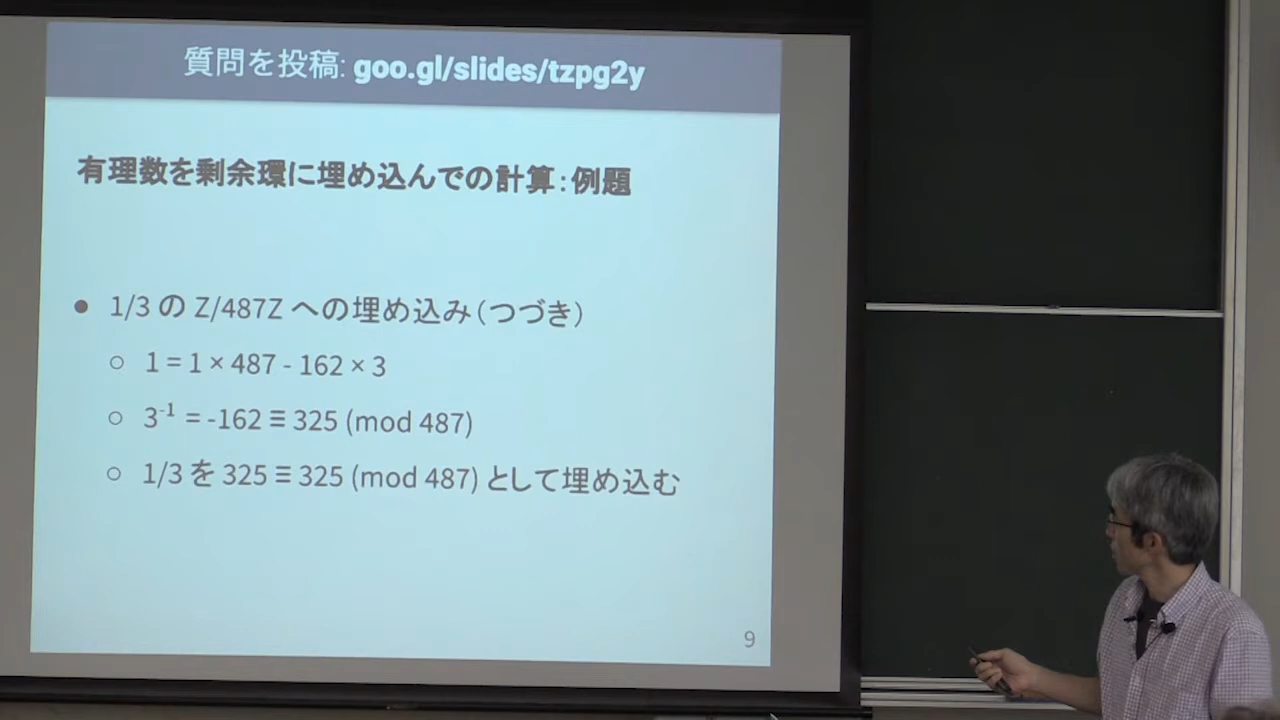 質問を投稿: goo.gl/slides/tzpg2y
有理数を剰余環に埋め込んでの計算：例題
● 1/3 の Z/487Z への埋め込み（つづき）
○ 1 = 1 × 487 - 162 × 3
○ 3⁻¹ = -162 ≡ 325 (mod 487)
○ 1/3 を 325 ≡ 325 (mod 487) として埋め込む
9